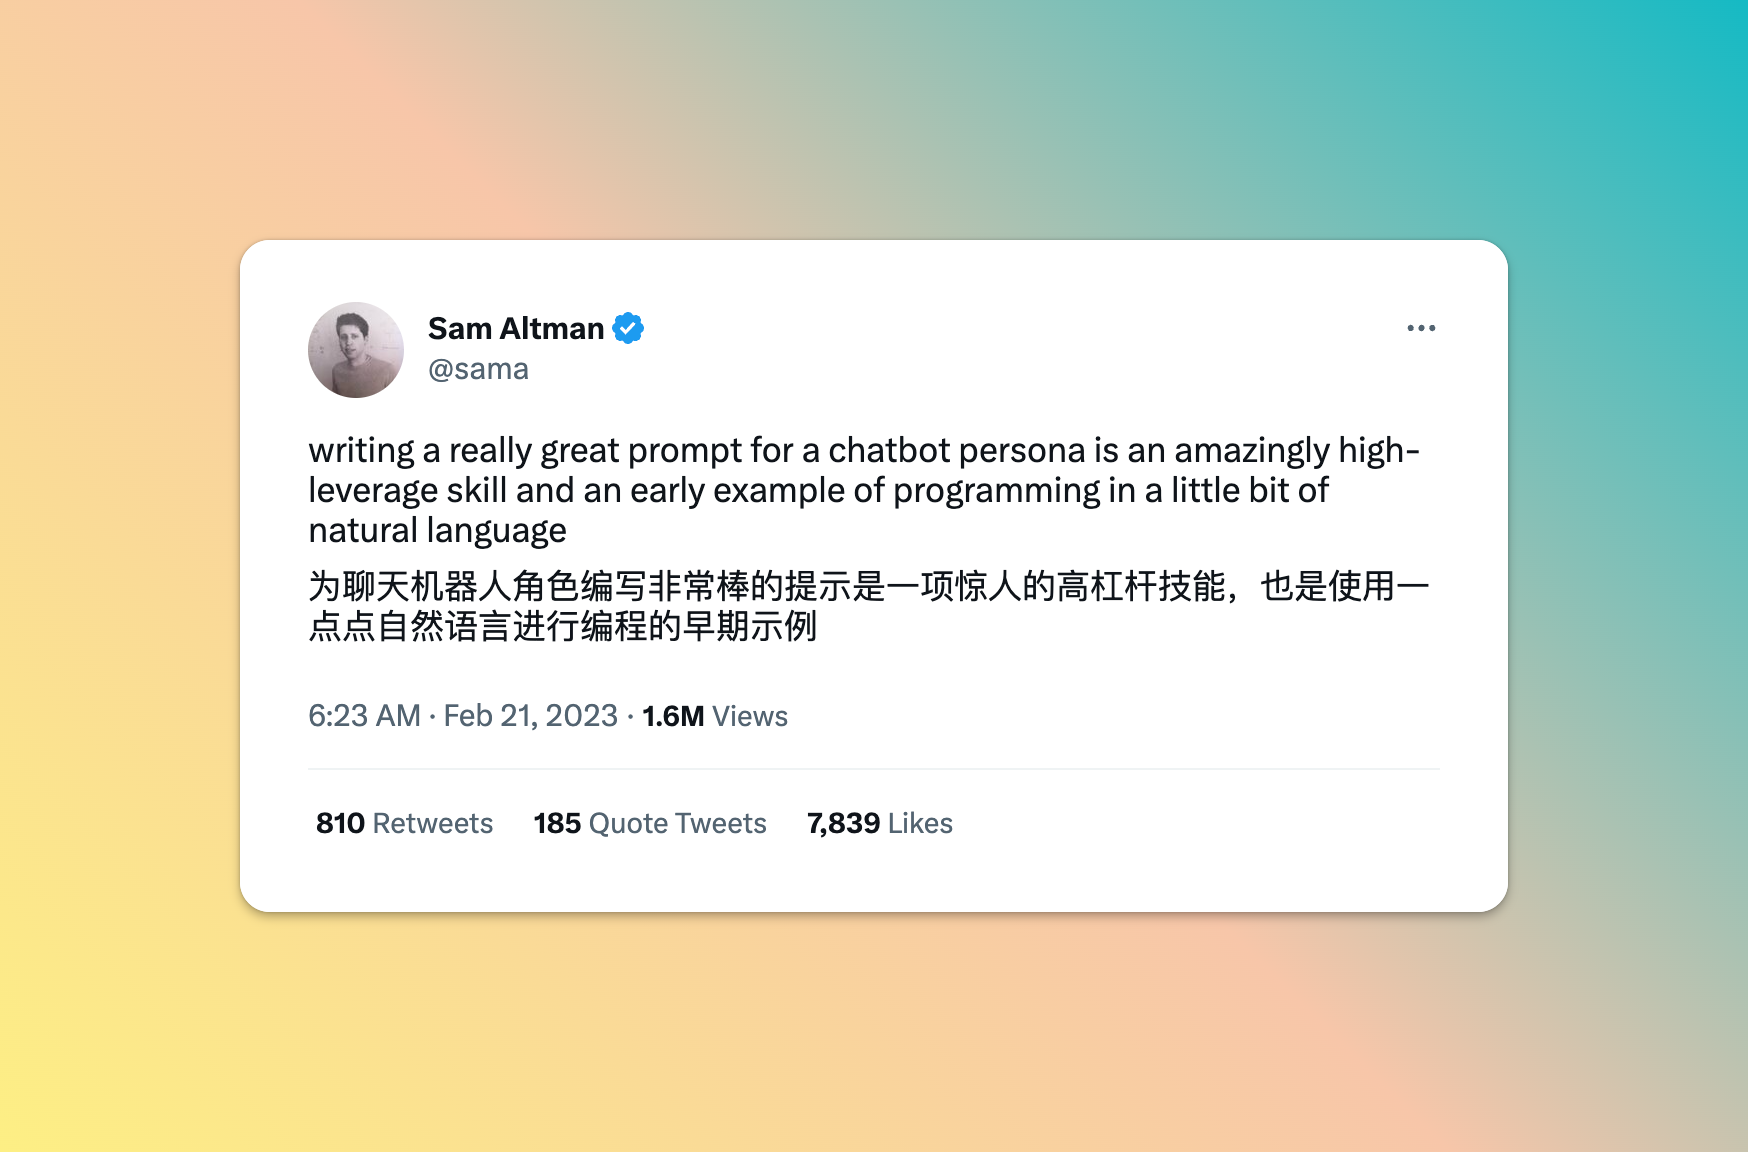 Sam Altman
@sama
writing a really great prompt for a chatbot persona is an amazingly high-
leverage skill and an early example of programming in a little bit of
natural language
为聊天机器人角色编写非常棒的提示是一项惊人的高杠杆技能，也是使用一
点点自然语言进行编程的早期示例
6:23 AM · Feb 21, 2023 · 1.6M Views
810 Retweets 185 Quote Tweets 7,839 Likes